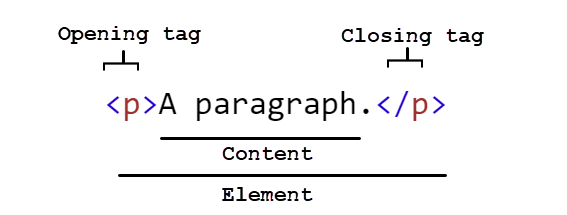 Opening tag
Closing tag
<p>A paragraph.</p>
Content
Element